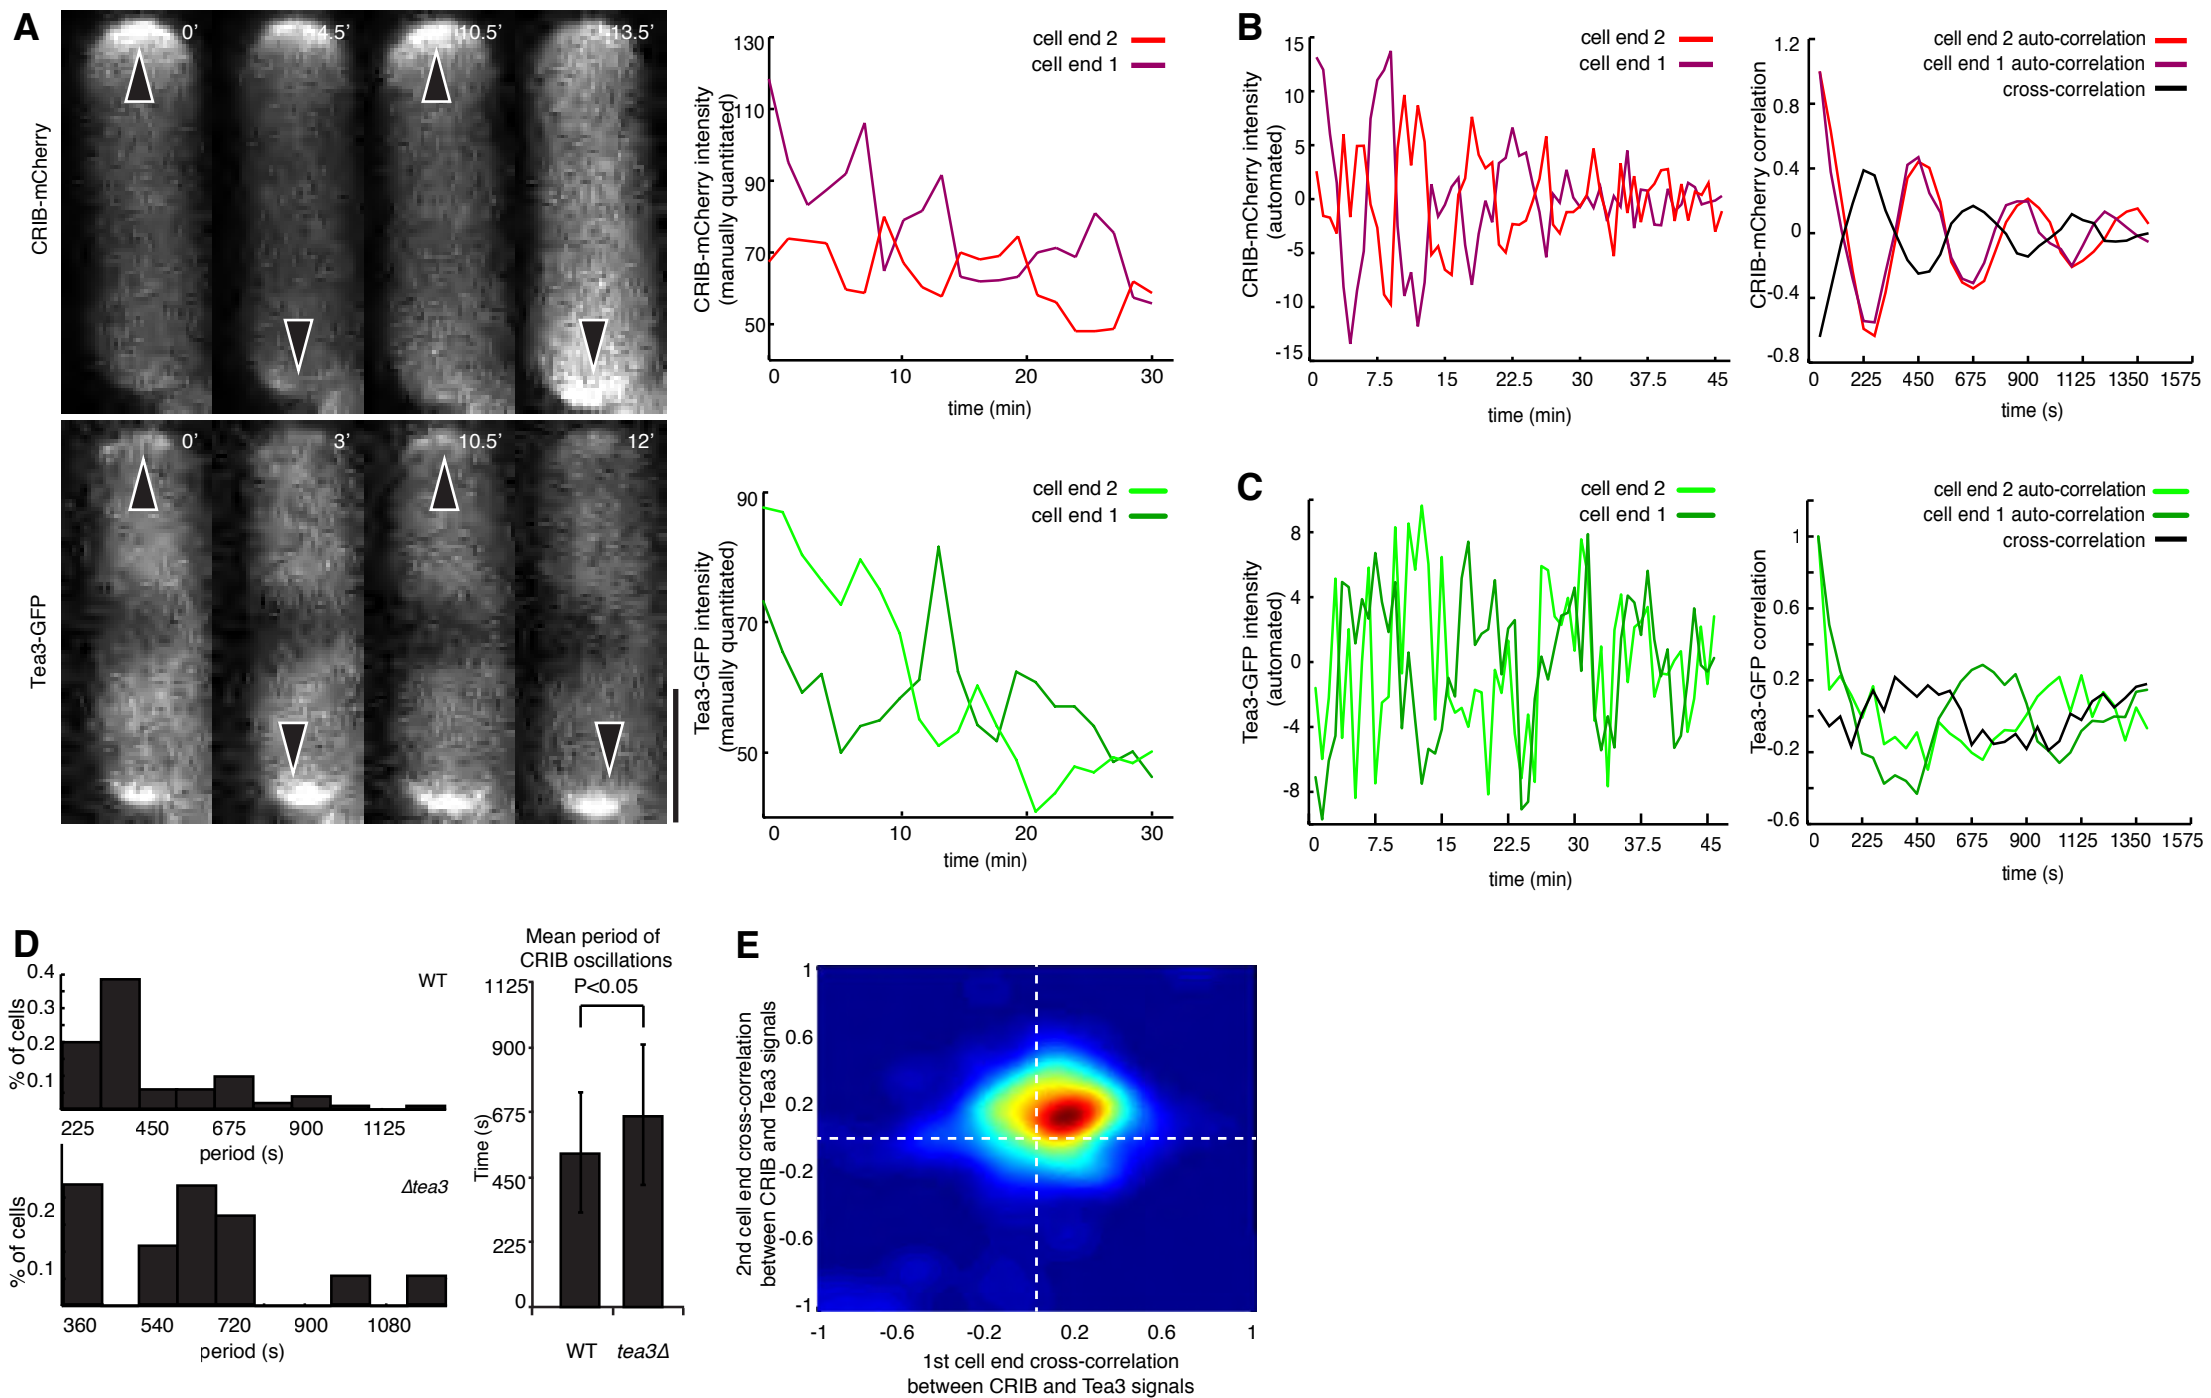 A
CRIB-mCherry
0'
4.5'
10.5'
13.5'
Tea3-GFP
0'
3'
10.5'
12'
cell end 2
cell end 1
CRIB-mCherry intensity
(manually quantitated)
130
110
90
70
50
0 10 20 30
time (min)
cell end 2
cell end 1
Tea3-GFP intensity
(manually quantitated)
90
70
50
0 10 20 30
time (min)
B
cell end 2
cell end 1
CRIB-mCherry intensity
(automated)
15
10
5
0
-5
-10
-15
0 7.5 15 22.5 30 37.5 45
time (min)
cell end 2 auto-correlation
cell end 1 auto-correlation
cross-correlation
CRIB-mCherry correlation
1.2
0.8
0.4
0
-0.4
-0.8
0 225 450 675 900 1125 1350 1575
time (s)
C
cell end 2
cell end 1
Tea3-GFP intensity
(automated)
8
4
0
-4
-8
0 7.5 15 22.5 30 37.5 45
time (min)
cell end 2 auto-correlation
cell end 1 auto-correlation
cross-correlation
Tea3-GFP correlation
1
0.6
0.2
-0.2
-0.6
0 225 450 675 900 1125 1350 1575
time (s)
D
WT
% of cells
0.4
0.3
0.2
0.1
225 450 675 900 1125
period (s)
Δtea3
% of cells
0.2
0.1
360 540 720 900 1080
period (s)
Mean period of
CRIB oscillations
P<0.05
Time (s)
1125
900
675
450
225
0
WT tea3Δ
E
2nd cell end cross-correlation
between CRIB and Tea3 signals
1
0.6
0.2
-0.2
-0.6
-1
-1 -0.6 -0.2 0.2 0.6 1
1st cell end cross-correlation
between CRIB and Tea3 signals